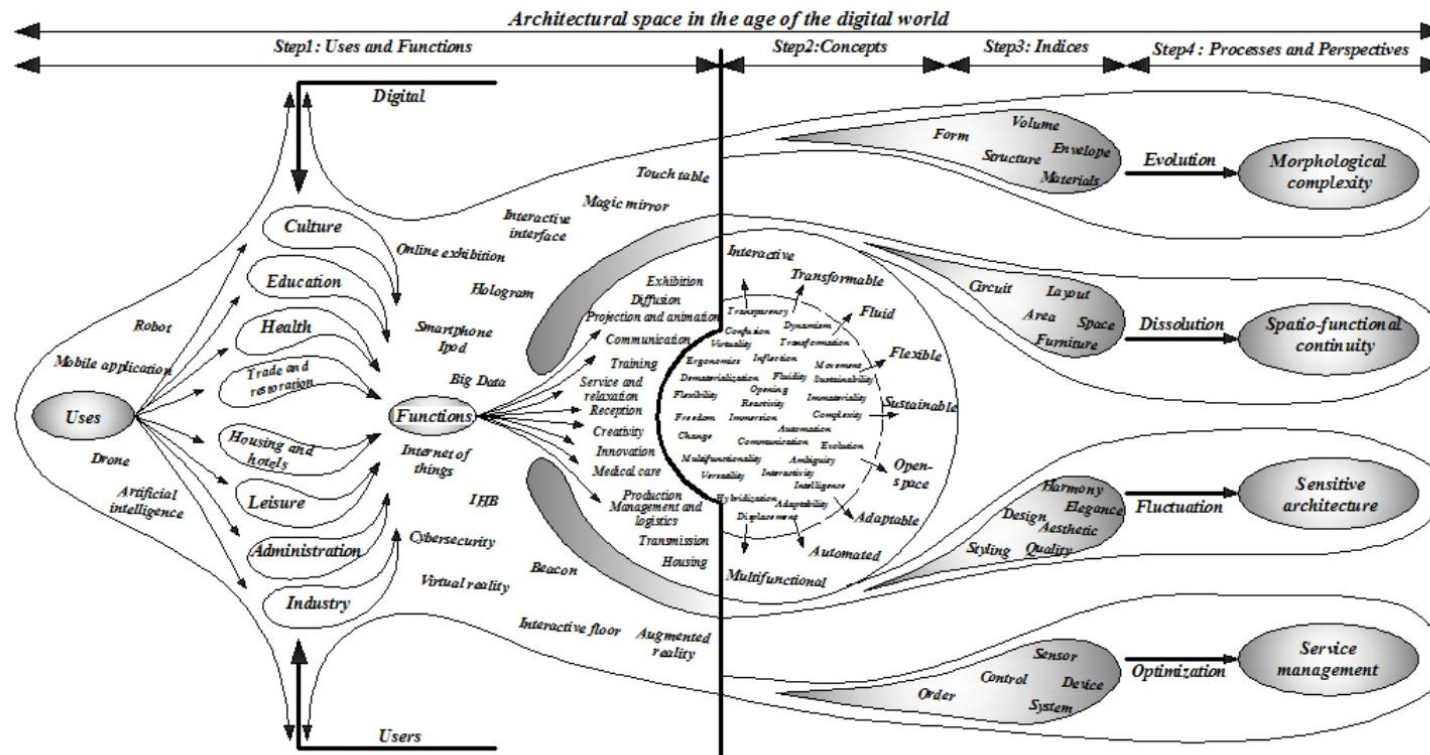 Architectural space in the age of the digital world
Step1: Uses and Functions
Step2:Concepts
Step3: Indices
Step4 : Processes and Perspectives
Digital
Culture
Education
Health
Trade and
restoration
Housing and
hotels
Leisure
Administration
Industry
Users
Robot
Mobile application
Uses
Drone
Artificial
intelligence
Touch table
Magic mirror
Interactive
interface
Online exhibition
Hologram
Smartphone
Ipod
Big Data
Functions
Internet of
things
IHB
Cybersecurity
Virtual reality
Beacon
Interactive floor
Augmented
reality
Exhibition
Diffusion
Projection and animation
Communication
Training
Service and
relaxation
Reception
Creativity
Innovation
Medical care
Production
Management and
logistics
Transmission
Housing
Transparency
Confusion
Dynamism
Virtuality
Transformation
Ergonomics
Inflection
Movement
Dematerialization
Fluidity
Sustainability
Flexibility
Opening
Immateriality
Reactivity
Freedom
Immersion
Complexity
Automation
Change
Communication
Evolution
Multifunctionality
Ambiguity
Versatility
Interactivity
Intelligence
Hybridization
Adaptability
Displacement
Interactive
Transformable
Fluid
Flexible
Sustainable
Open-
space
Adaptable
Automated
Multifunctional
Form
Volume
Envelope
Structure
Materials
Evolution
Morphological
complexity
Circuit
Layout
Area
Space
Furniture
Dissolution
Spatio-functional
continuity
Harmony
Elegance
Design
Aesthetic
Styling
Quality
Fluctuation
Sensitive
architecture
Sensor
Control
Device
Order
System
Optimization
Service
management